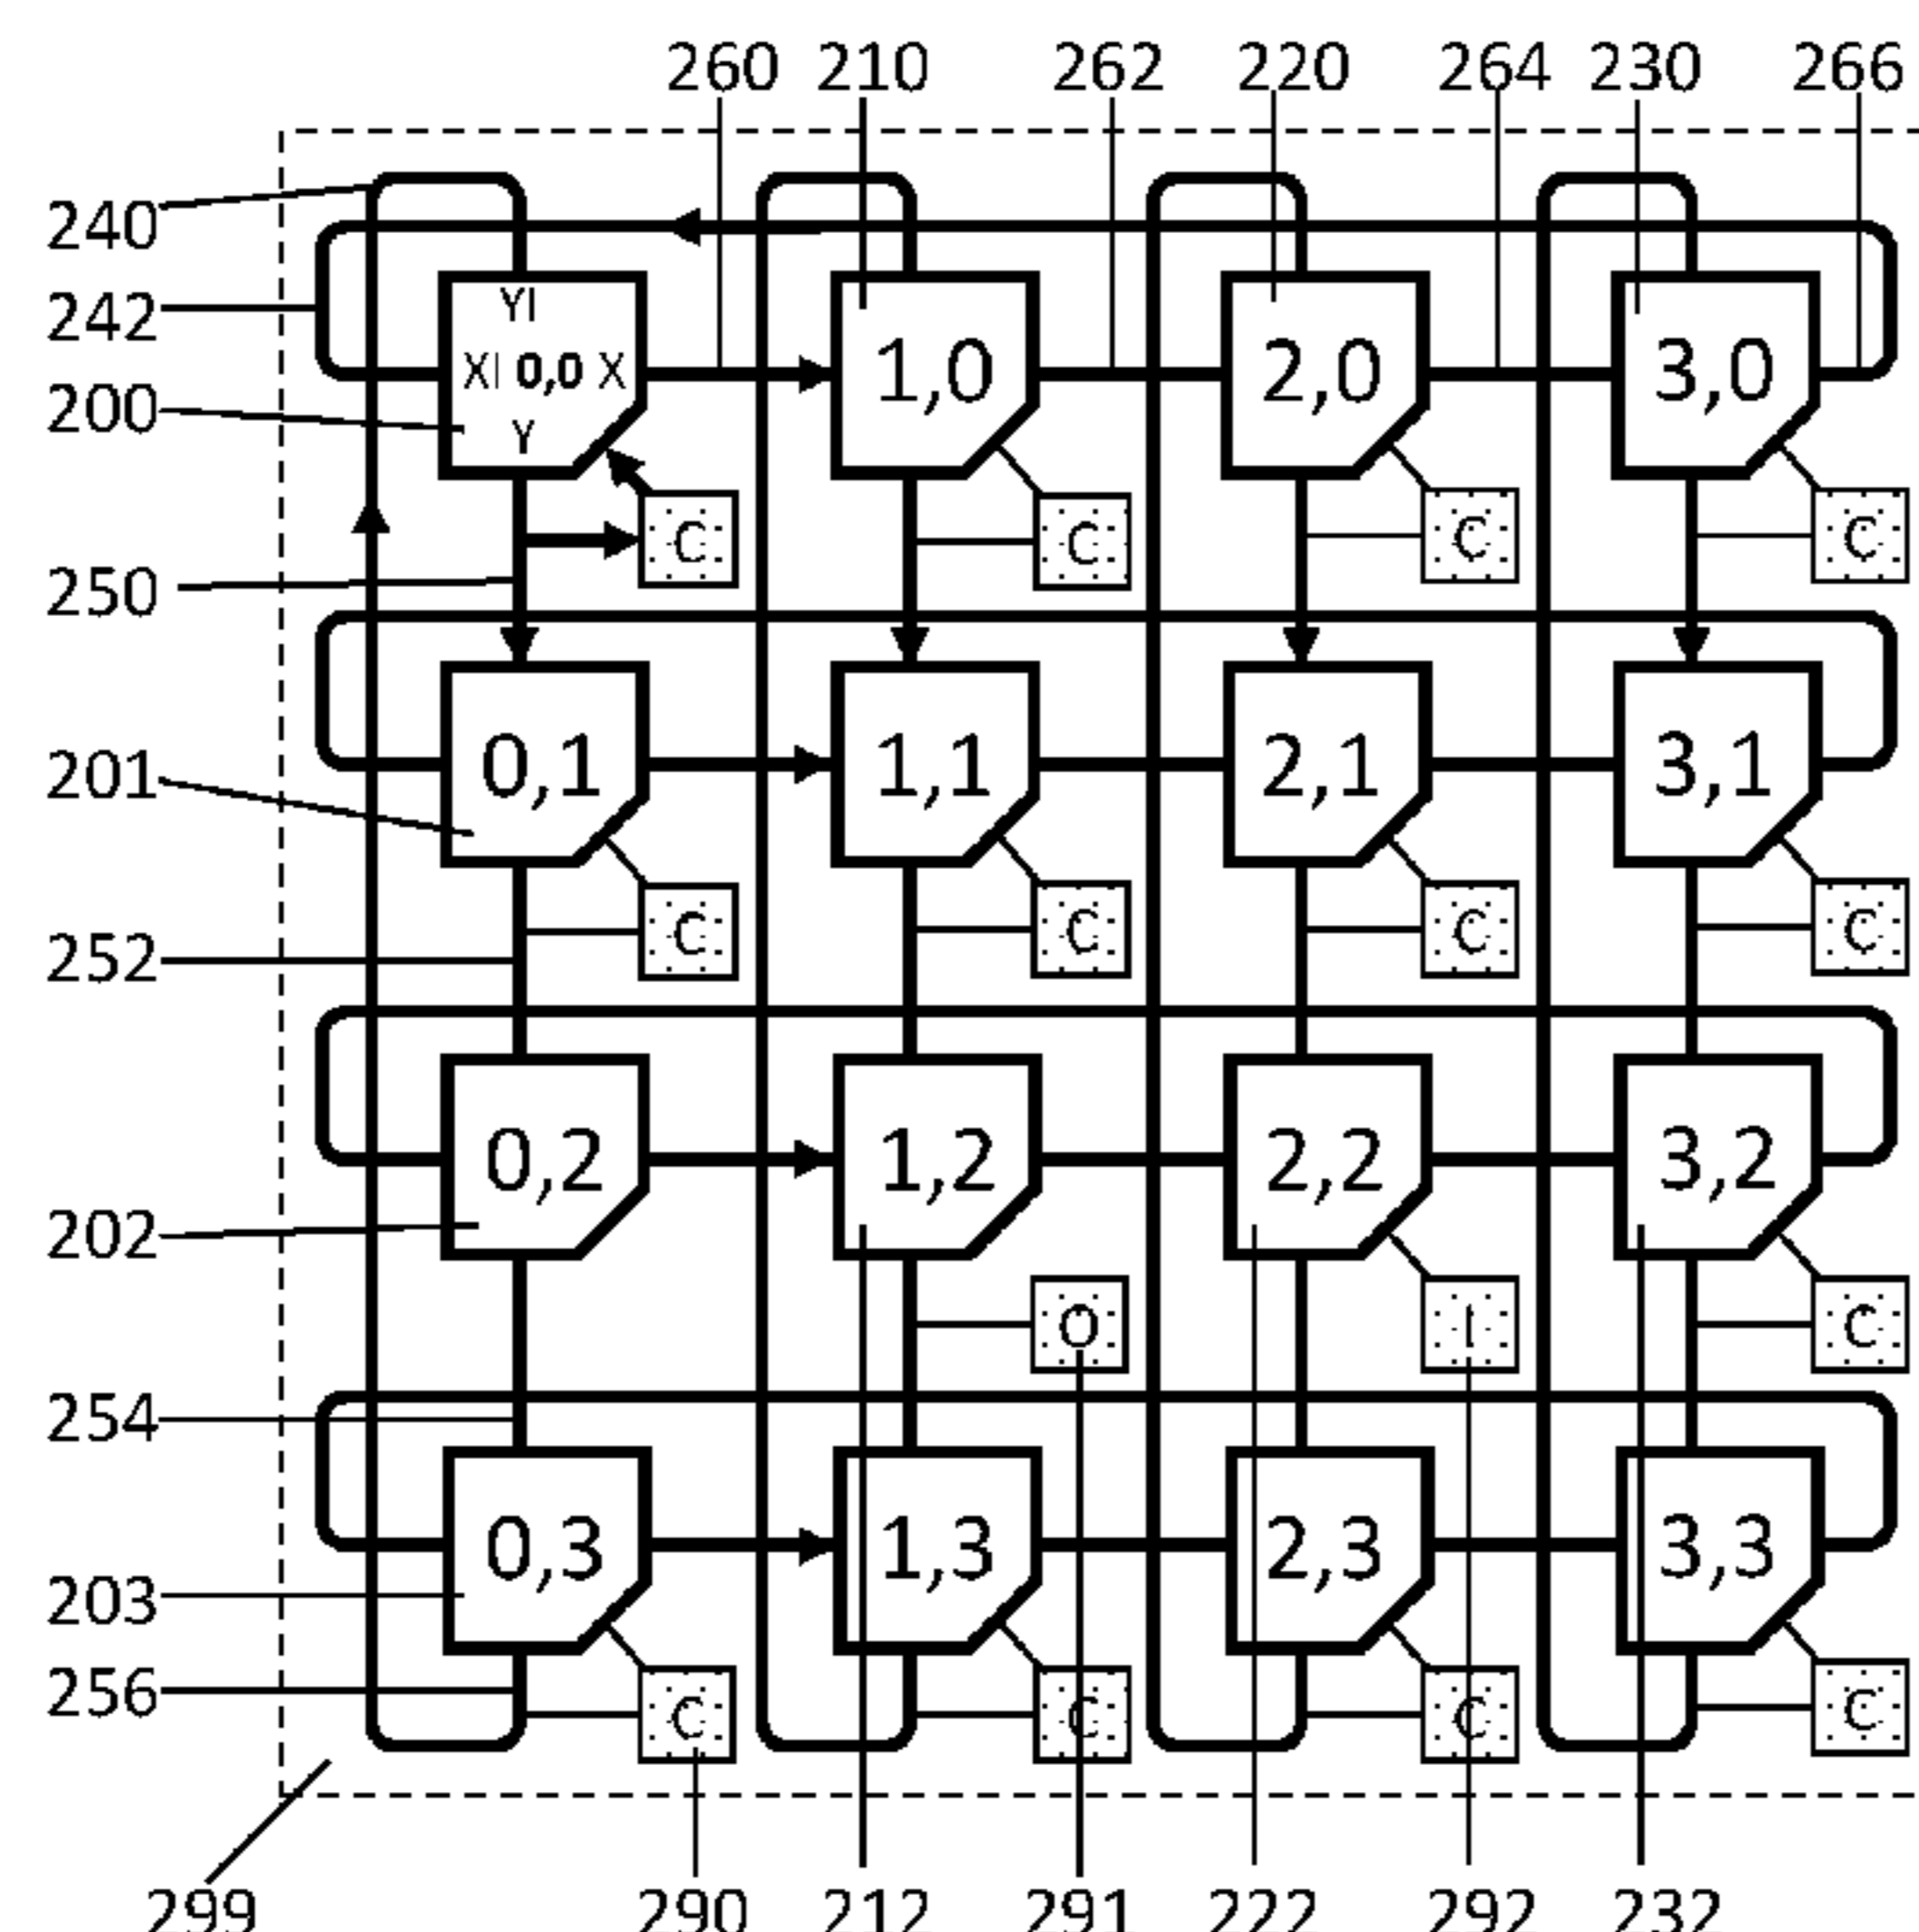 260 210 262 220 264 230 266
240
242
YI
XI 0,0 X 1,0 2,0 3,0
200
Y
C C C C
250
201
0,1 1,1 2,1 3,1
C C C C
252
0,2 1,2 2,2 3,2
202
O I C
254
0,3 1,3 2,3 3,3
203
256
C C C C
299 290 212 291 222 292 232